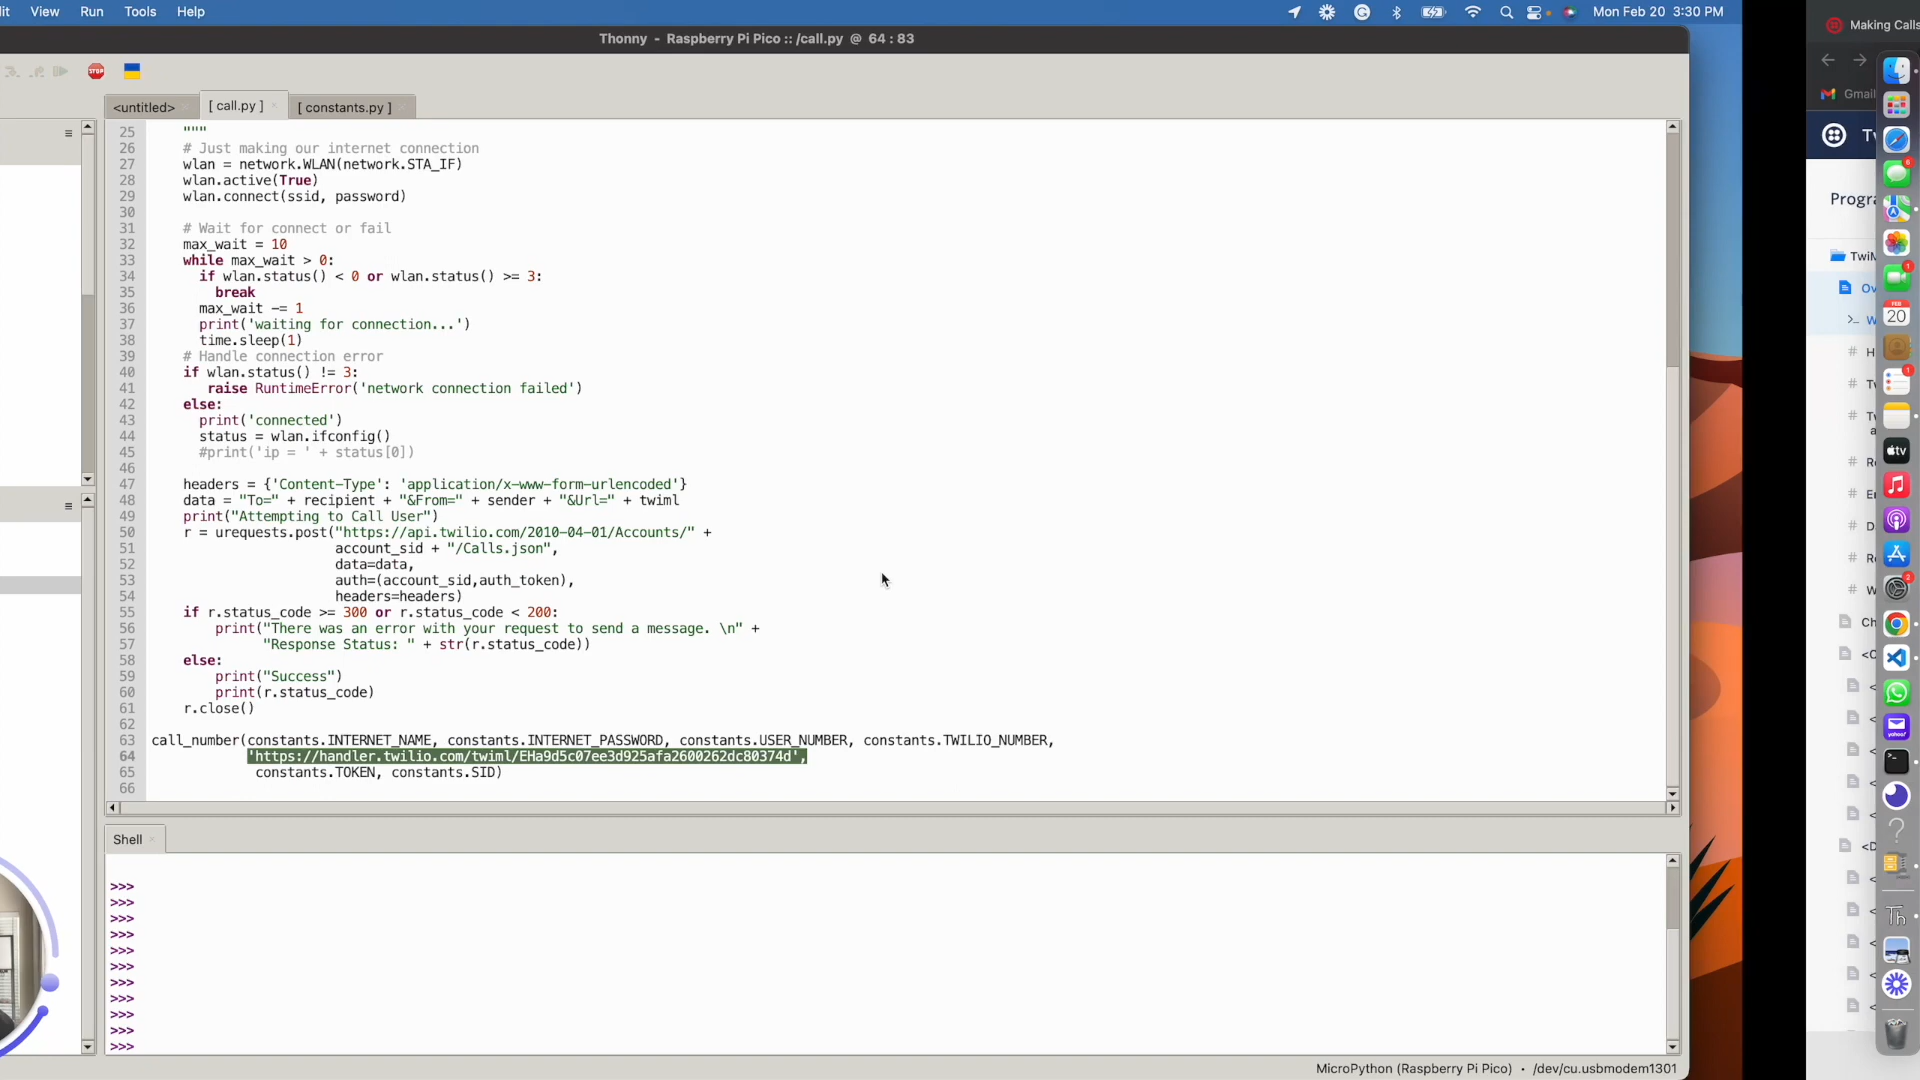 View Run Tools Help
Mon Feb 20 3:30 PM
Thonny - Raspberry Pi Pico :: /call.py @ 64 : 83
STOP
<untitled>
[ call.py ]
[ constants.py ]
25 """
26 # Just making our internet connection
27 wlan = network.WLAN(network.STA_IF)
28 wlan.active(True)
29 wlan.connect(ssid, password)
30
31 # Wait for connect or fail
32 max_wait = 10
33 while max_wait > 0:
34 if wlan.status() < 0 or wlan.status() >= 3:
35 break
36 max_wait -= 1
37 print('waiting for connection...')
38 time.sleep(1)
39 # Handle connection error
40 if wlan.status() != 3:
41 raise RuntimeError('network connection failed')
42 else:
43 print('connected')
44 status = wlan.ifconfig()
45 #print('ip = ' + status[0])
46
47 headers = {'Content-Type': 'application/x-www-form-urlencoded'}
48 data = "To=" + recipient + "&From=" + sender + "&Url=" + twiml
49 print("Attempting to Call User")
50 r = urequests.post("https://api.twilio.com/2010-04-01/Accounts/" +
51 account_sid + "/Calls.json",
52 data=data,
53 auth=(account_sid,auth_token),
54 headers=headers)
55 if r.status_code >= 300 or r.status_code < 200:
56 print("There was an error with your request to send a message. \n" +
57 "Response Status: " + str(r.status_code))
58 else:
59 print("Success")
60 print(r.status_code)
61 r.close()
62
63 call_number(constants.INTERNET_NAME, constants.INTERNET_PASSWORD, constants.USER_NUMBER, constants.TWILIO_NUMBER,
64 'https://handler.twilio.com/twiml/EHa9d5c07ee3d925afa2600262dc80374d',
65 constants.TOKEN, constants.SID)
66
Shell
>>>
>>>
>>>
>>>
>>>
>>>
>>>
>>>
>>>
>>>
>>>
MicroPython (Raspberry Pi Pico) • /dev/cu.usbmodem1301
Making Calls
Gmail
FEB
20
tv
Th